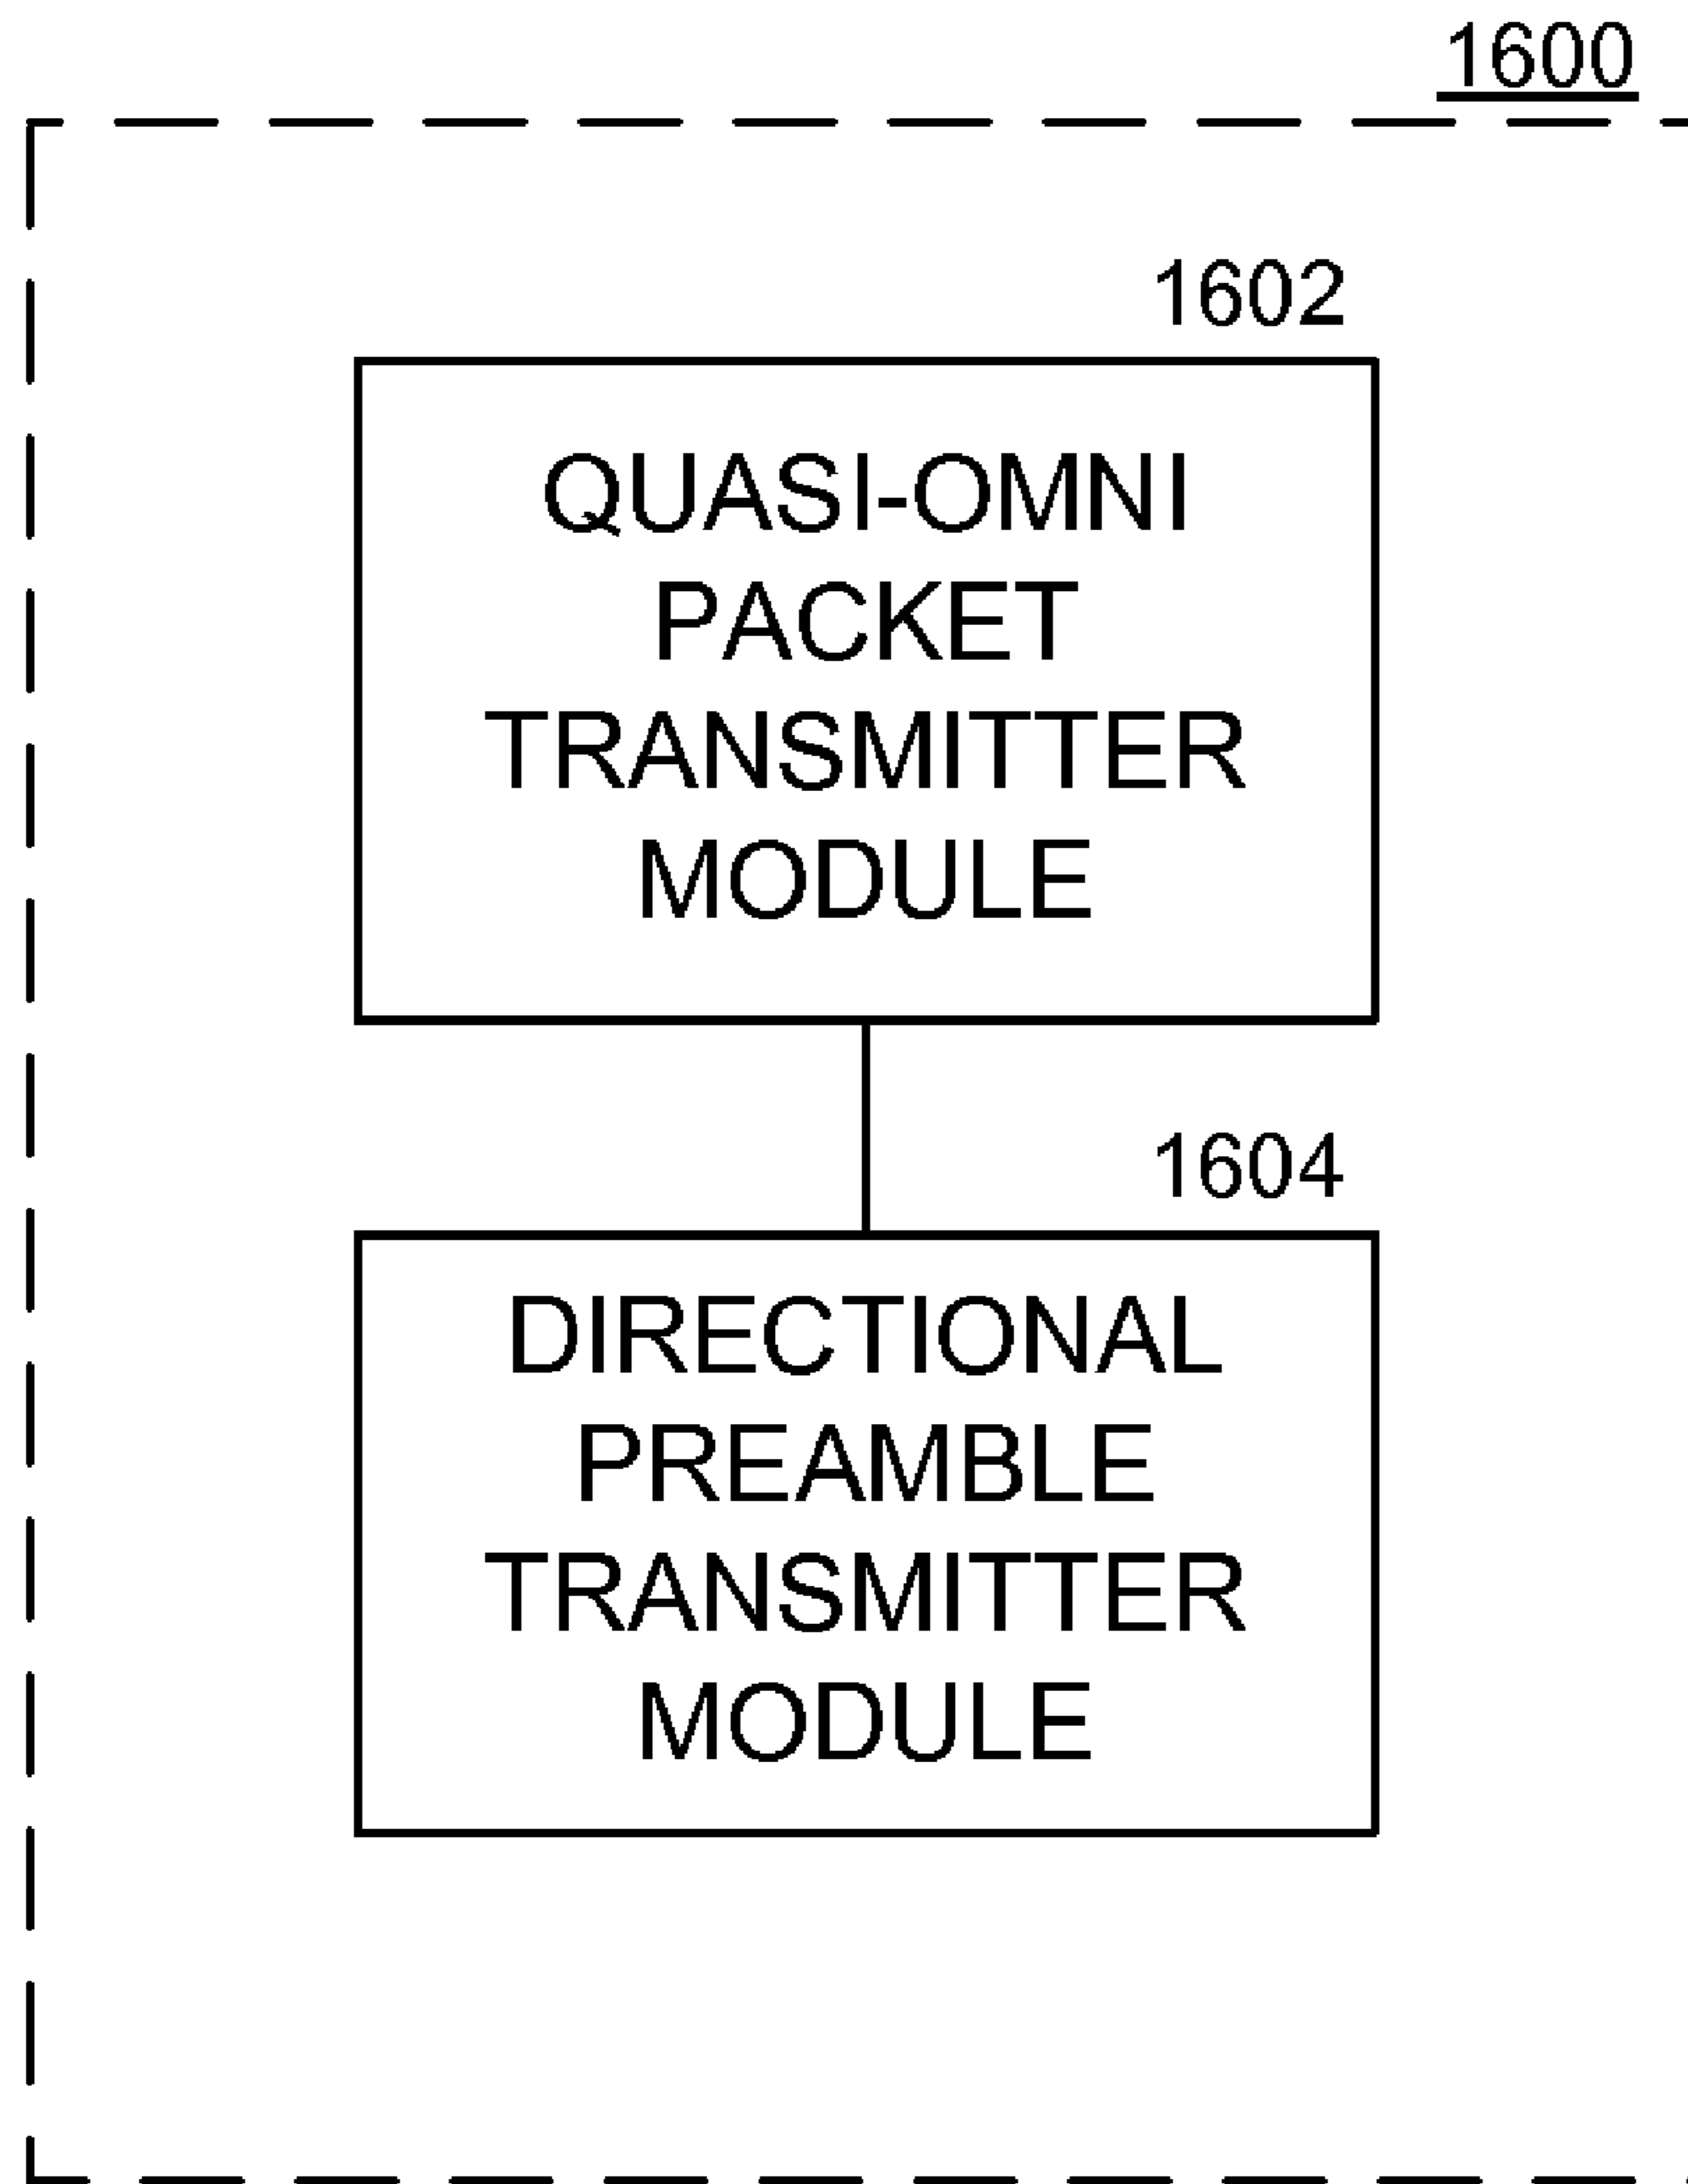 1600
1602
QUASI-OMNI
PACKET
TRANSMITTER
MODULE
1604
DIRECTIONAL
PREAMBLE
TRANSMITTER
MODULE